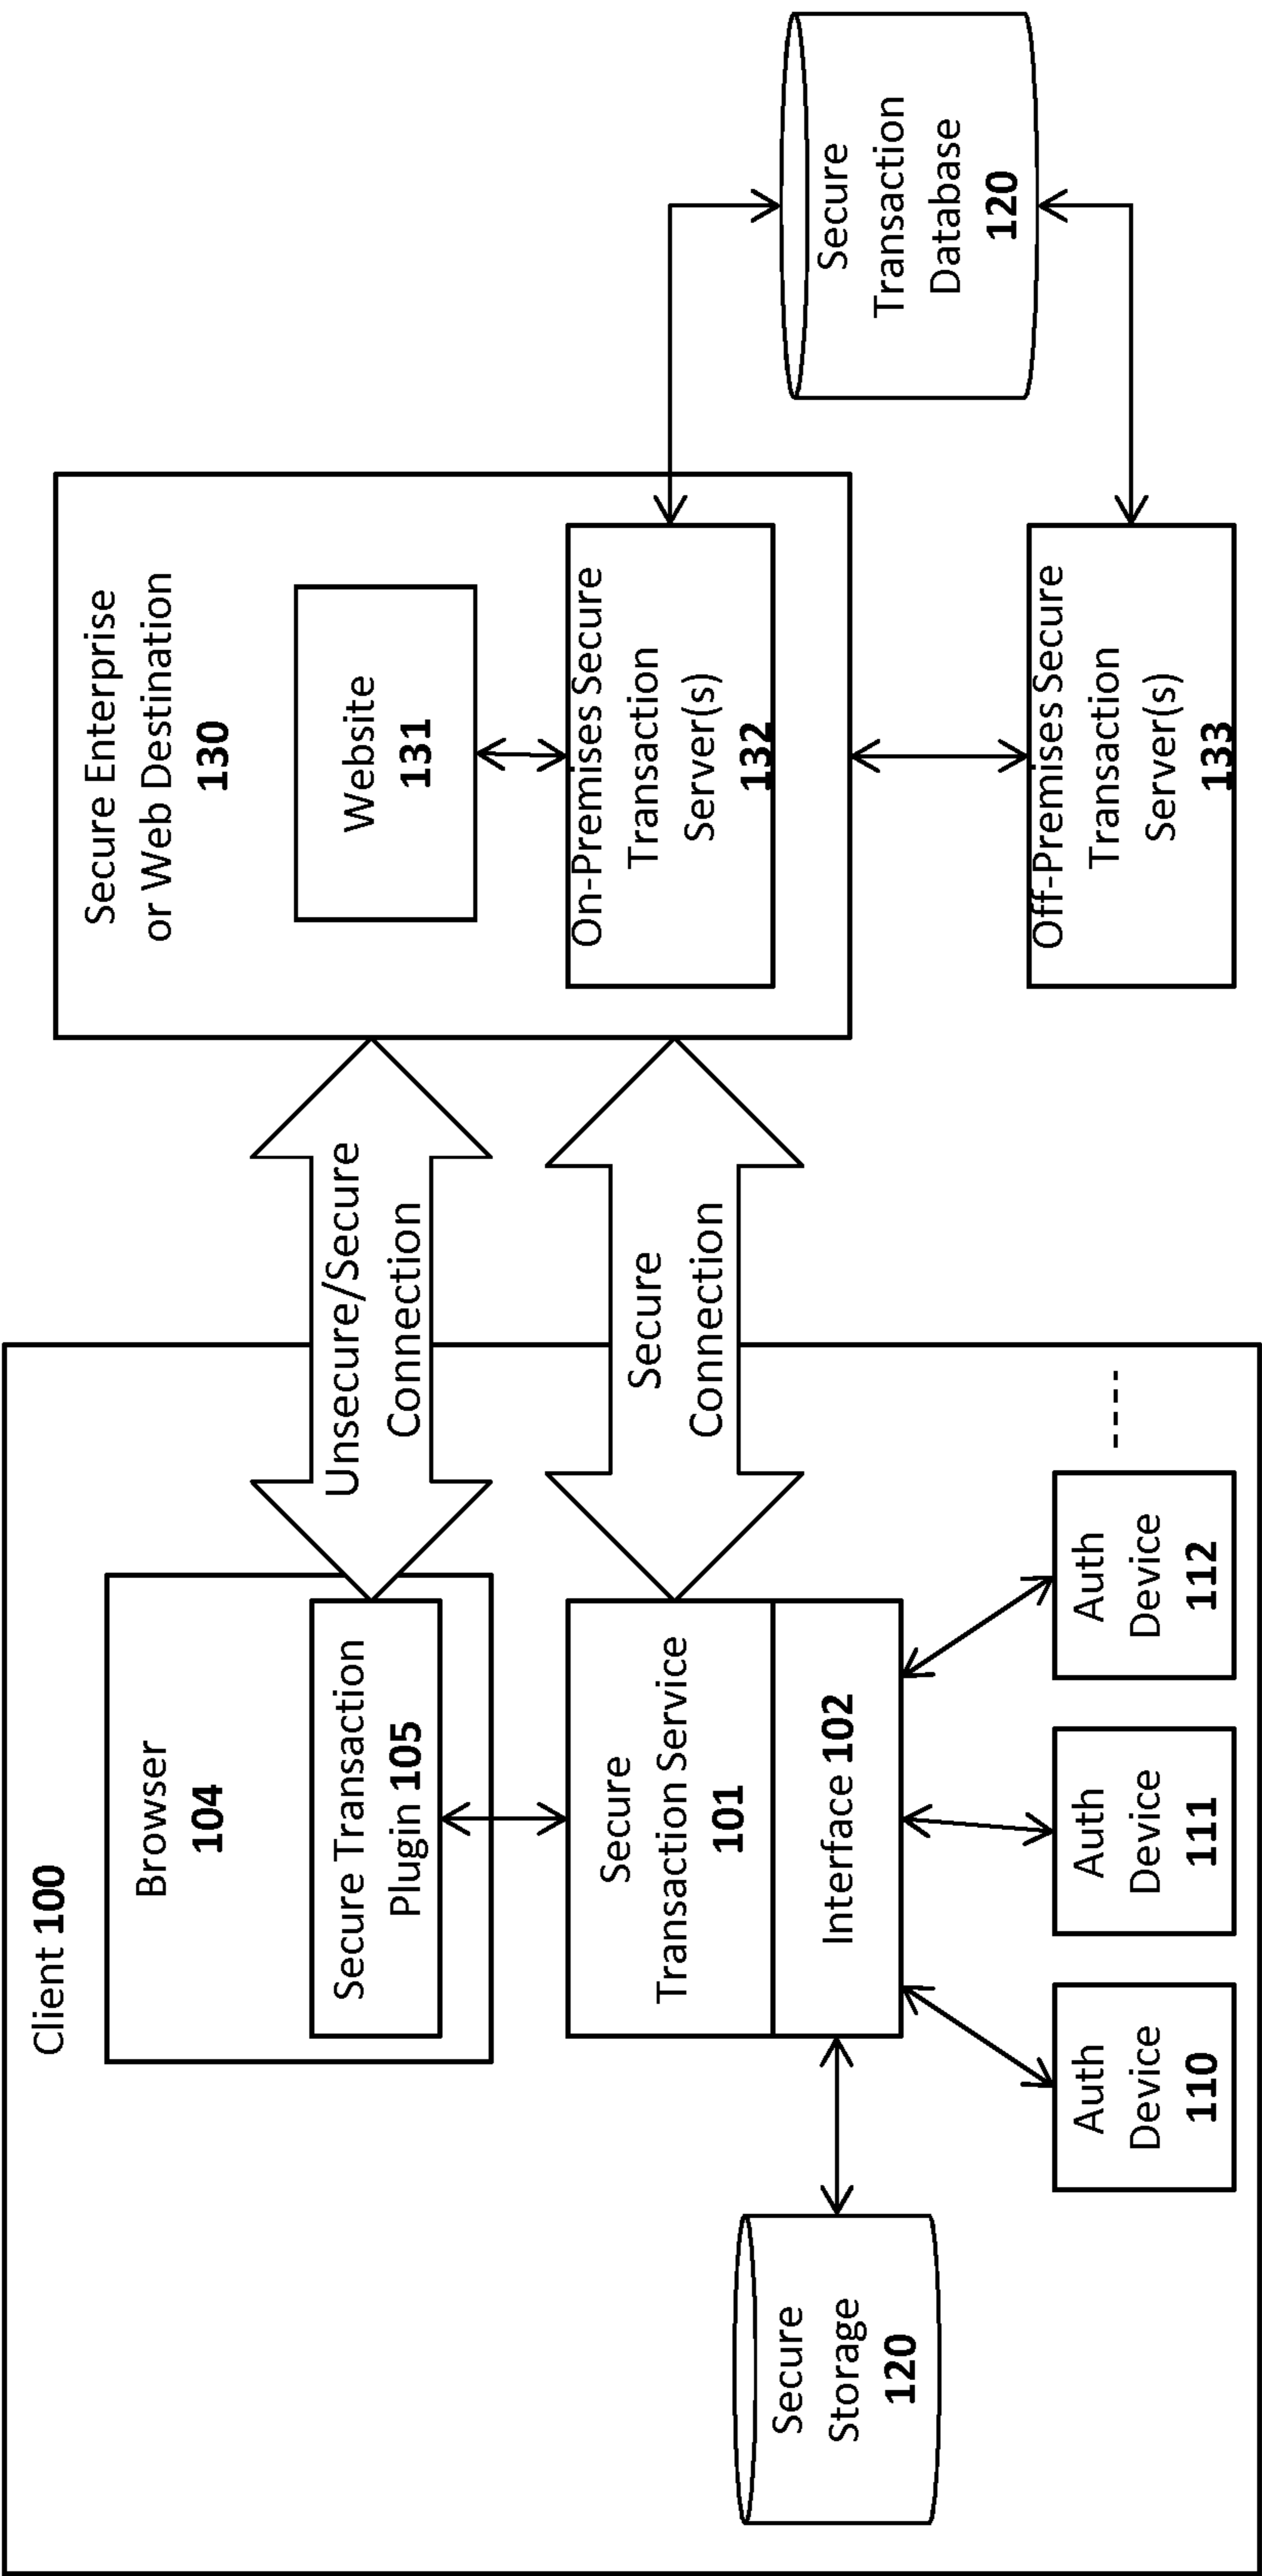 Client 100
Browser
104
Secure Transaction
Plugin 105
Secure
Transaction Service
101
Interface 102
Secure
Storage
120
Auth
Device
110
Auth
Device
111
Auth
Device
112
Unsecure/Secure
Connection
Secure
Connection
Secure Enterprise
or Web Destination
130
Website
131
On-Premises Secure
Transaction
Server(s)
132
Off-Premises Secure
Transaction
Server(s)
133
Secure
Transaction
Database
120